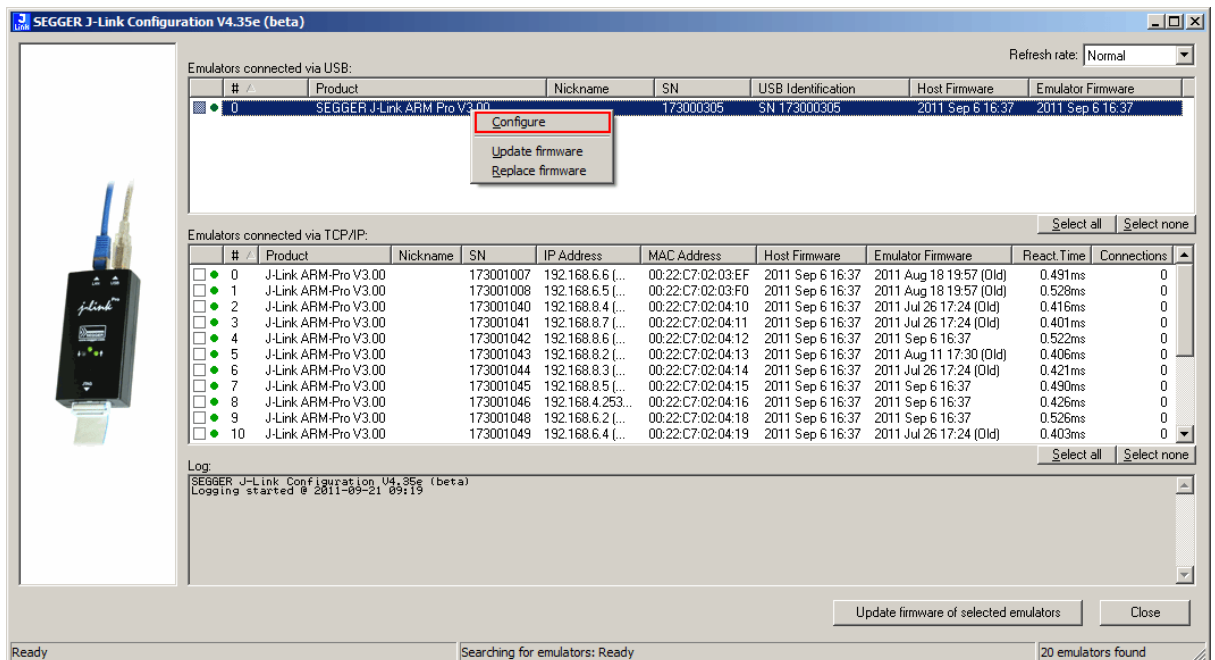 SEGGER J-Link Configuration V4.35e (beta)
Refresh rate: Normal
Emulators connected via USB:
# Product Nickname SN USB Identification Host Firmware Emulator Firmware
0 SEGGER J-Link ARM Pro V3.00 173000305 SN 173000305 2011 Sep 6 16:37 2011 Sep 6 16:37
Configure
Update firmware
Replace firmware
Select all Select none
Emulators connected via TCP/IP:
# Product Nickname SN IP Address MAC Address Host Firmware Emulator Firmware React.Time Connections
0 J-Link ARM-Pro V3.00 173001007 192.168.6.6 (... 00:22:C7:02:03:EF 2011 Sep 6 16:37 2011 Aug 18 19:57 (Old) 0.491ms 0
1 J-Link ARM-Pro V3.00 173001008 192.168.6.5 (... 00:22:C7:02:03:F0 2011 Sep 6 16:37 2011 Aug 18 19:57 (Old) 0.528ms 0
2 J-Link ARM-Pro V3.00 173001040 192.168.8.4 (... 00:22:C7:02:04:10 2011 Sep 6 16:37 2011 Jul 26 17:24 (Old) 0.416ms 0
3 J-Link ARM-Pro V3.00 173001041 192.168.8.7 (... 00:22:C7:02:04:11 2011 Sep 6 16:37 2011 Jul 26 17:24 (Old) 0.401ms 0
4 J-Link ARM-Pro V3.00 173001042 192.168.8.6 (... 00:22:C7:02:04:12 2011 Sep 6 16:37 2011 Sep 6 16:37 0.522ms 0
5 J-Link ARM-Pro V3.00 173001043 192.168.8.2 (... 00:22:C7:02:04:13 2011 Sep 6 16:37 2011 Aug 11 17:30 (Old) 0.406ms 0
6 J-Link ARM-Pro V3.00 173001044 192.168.8.3 (... 00:22:C7:02:04:14 2011 Sep 6 16:37 2011 Jul 26 17:24 (Old) 0.421ms 0
7 J-Link ARM-Pro V3.00 173001045 192.168.8.5 (... 00:22:C7:02:04:15 2011 Sep 6 16:37 2011 Sep 6 16:37 0.490ms 0
8 J-Link ARM-Pro V3.00 173001046 192.168.4.253... 00:22:C7:02:04:16 2011 Sep 6 16:37 2011 Sep 6 16:37 0.426ms 0
9 J-Link ARM-Pro V3.00 173001048 192.168.6.2 (... 00:22:C7:02:04:18 2011 Sep 6 16:37 2011 Sep 6 16:37 0.526ms 0
10 J-Link ARM-Pro V3.00 173001049 192.168.6.4 (... 00:22:C7:02:04:19 2011 Sep 6 16:37 2011 Jul 26 17:24 (Old) 0.403ms 0
Select all Select none
J-Link Pro
Log:
SEGGER J-Link Configuration V4.35e (beta)
Logging started @ 2011-09-21 09:19
Update firmware of selected emulators Close
Ready Searching for emulators: Ready 20 emulators found